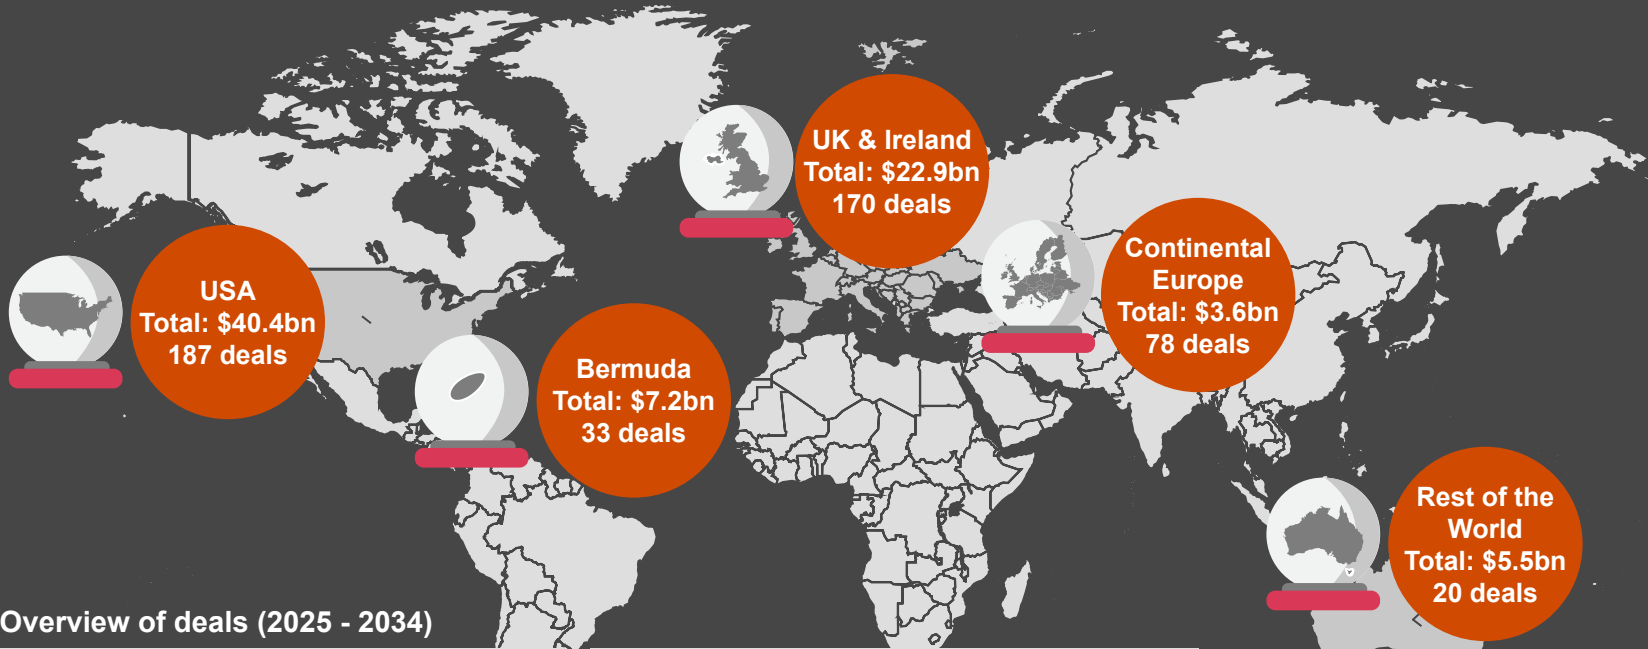 UK & Ireland
Total: $22.9bn
170 deals
Continental
Europe
Total: $3.6bn
78 deals
USA
Total: $40.4bn
187 deals
Bermuda
Total: $7.2bn
33 deals
Rest of the
World
Total: $5.5bn
20 deals
Overview of deals (2025 - 2034)